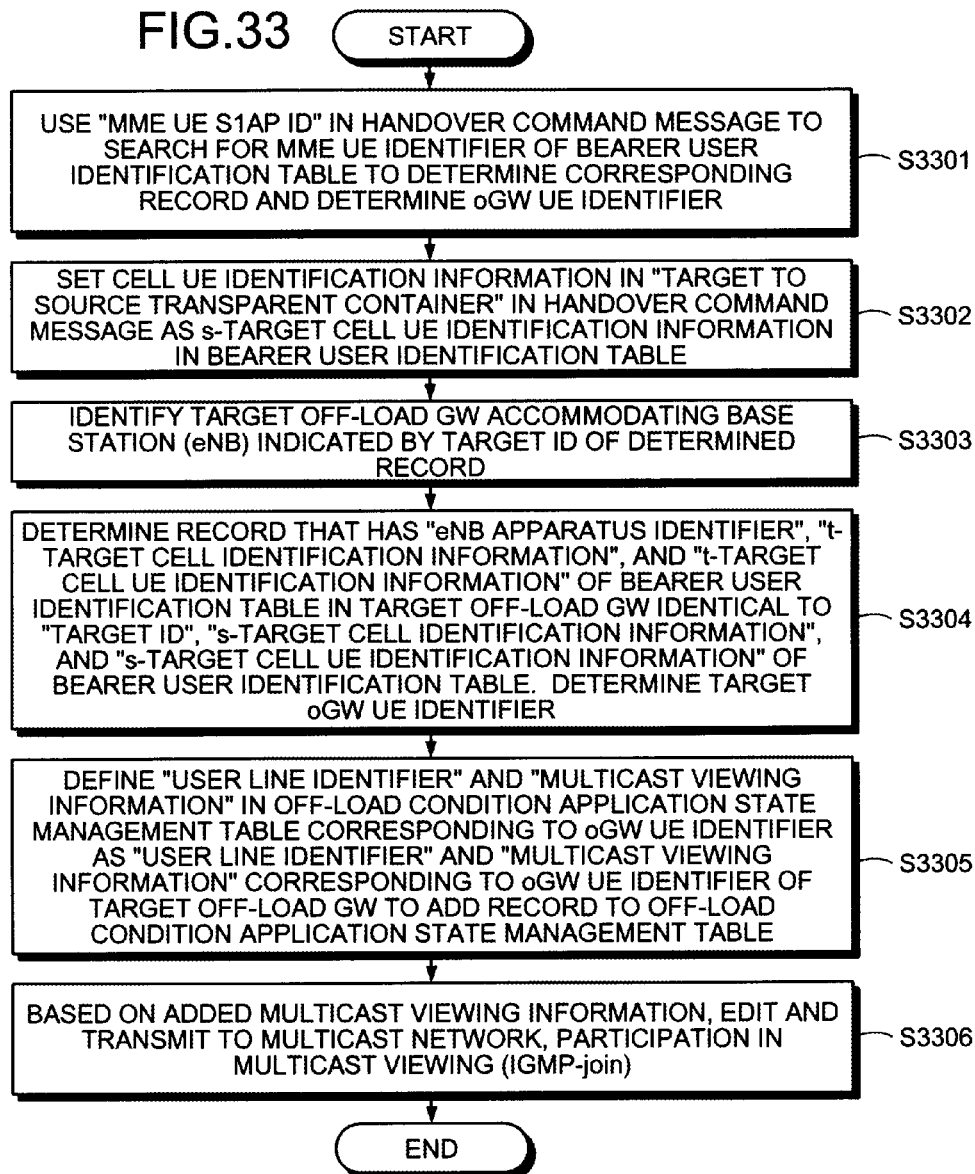 FIG.33
START
USE "MME UE S1AP ID" IN HANDOVER COMMAND MESSAGE TO
SEARCH FOR MME UE IDENTIFIER OF BEARER USER
IDENTIFICATION TABLE TO DETERMINE CORRESPONDING
RECORD AND DETERMINE oGW UE IDENTIFIER
S3301
SET CELL UE IDENTIFICATION INFORMATION IN "TARGET TO
SOURCE TRANSPARENT CONTAINER" IN HANDOVER COMMAND
MESSAGE AS s-TARGET CELL UE IDENTIFICATION INFORMATION
IN BEARER USER IDENTIFICATION TABLE
S3302
IDENTIFY TARGET OFF-LOAD GW ACCOMMODATING BASE
STATION (eNB) INDICATED BY TARGET ID OF DETERMINED
RECORD
S3303
DETERMINE RECORD THAT HAS "eNB APPARATUS IDENTIFIER", "t-
TARGET CELL IDENTIFICATION INFORMATION", AND "t-TARGET
CELL UE IDENTIFICATION INFORMATION" OF BEARER USER
IDENTIFICATION TABLE IN TARGET OFF-LOAD GW IDENTICAL TO
"TARGET ID", "s-TARGET CELL IDENTIFICATION INFORMATION",
AND "s-TARGET CELL UE IDENTIFICATION INFORMATION" OF
BEARER USER IDENTIFICATION TABLE. DETERMINE TARGET
oGW UE IDENTIFIER
S3304
DEFINE "USER LINE IDENTIFIER" AND "MULTICAST VIEWING
INFORMATION" IN OFF-LOAD CONDITION APPLICATION STATE
MANAGEMENT TABLE CORRESPONDING TO oGW UE IDENTIFIER
AS "USER LINE IDENTIFIER" AND "MULTICAST VIEWING
INFORMATION" CORRESPONDING TO oGW UE IDENTIFIER OF
TARGET OFF-LOAD GW TO ADD RECORD TO OFF-LOAD
CONDITION APPLICATION STATE MANAGEMENT TABLE
S3305
BASED ON ADDED MULTICAST VIEWING INFORMATION, EDIT AND
TRANSMIT TO MULTICAST NETWORK, PARTICIPATION IN
MULTICAST VIEWING (IGMP-join)
S3306
END